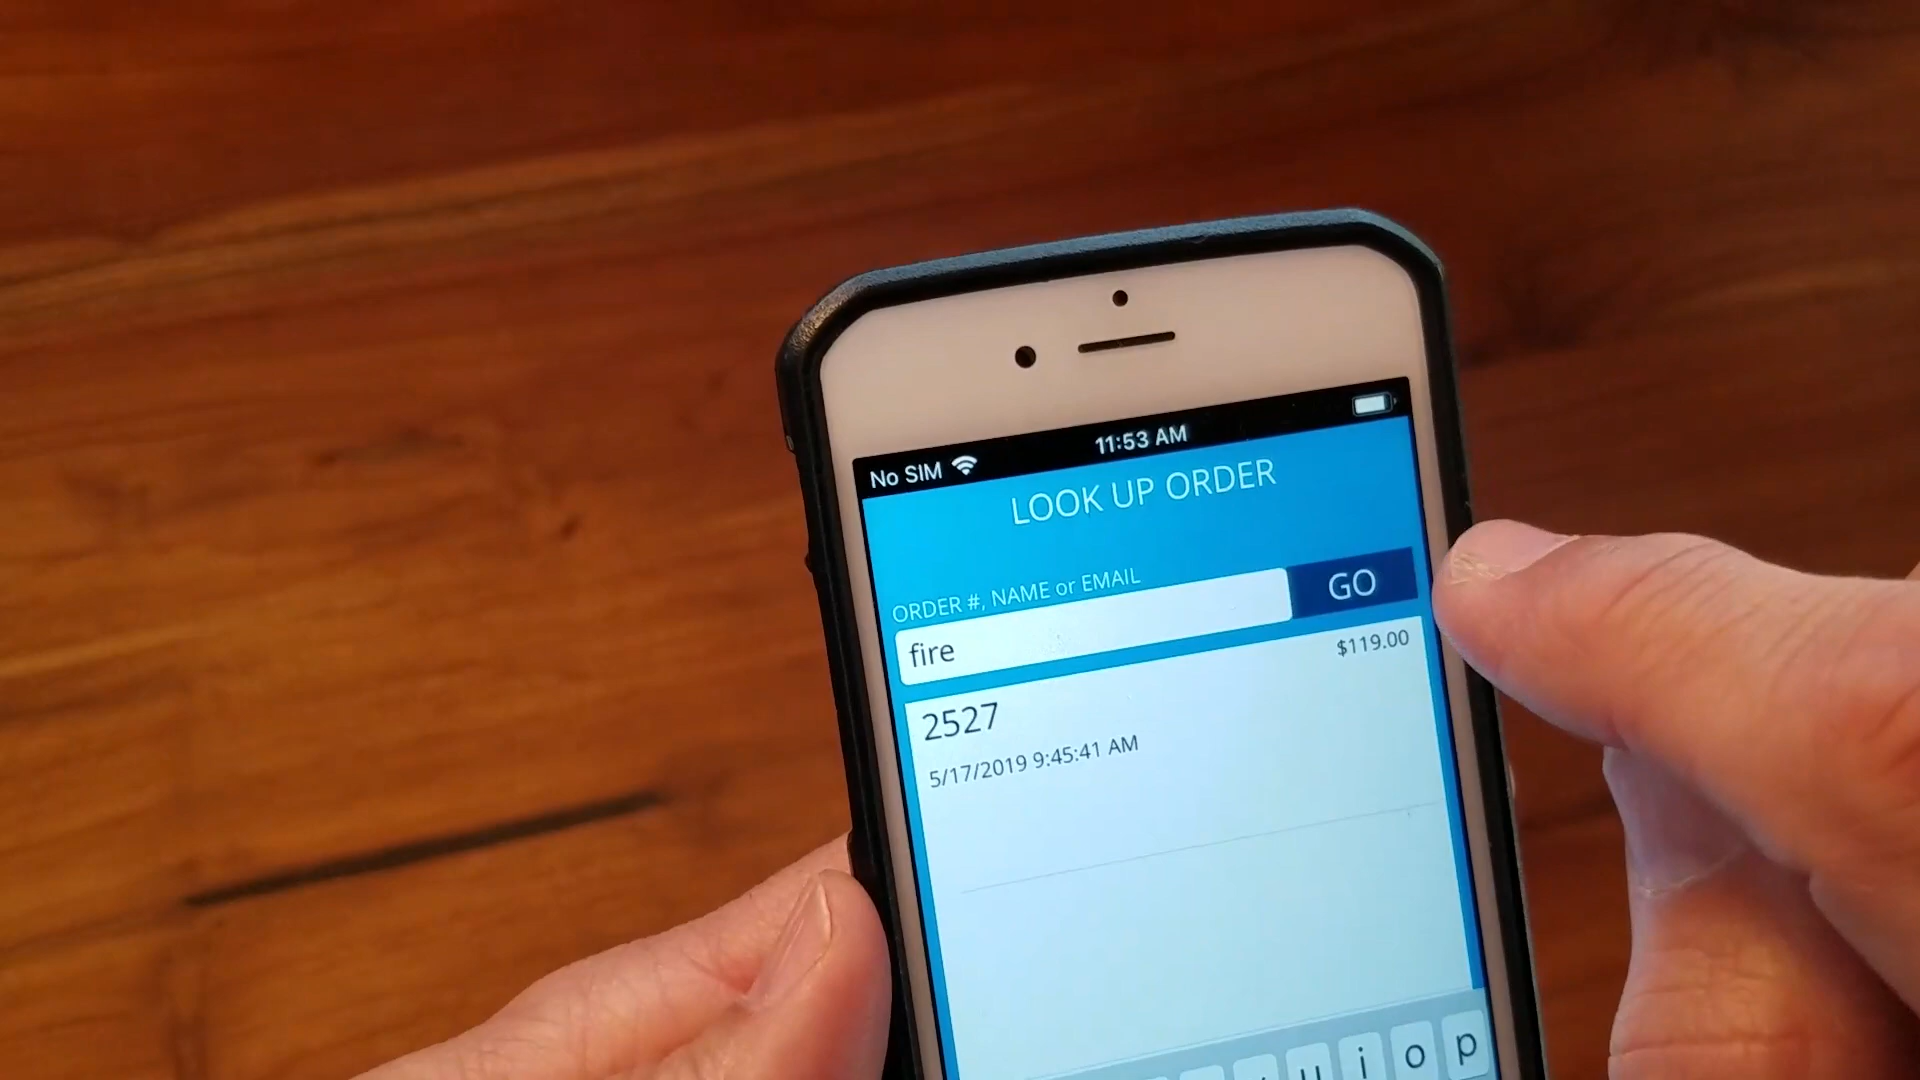 No SIM 11:53 AM
LOOK UP ORDER
ORDER #, NAME or EMAIL
fire GO
$119.00
2527
5/17/2019 9:45:41 AM
u i o p